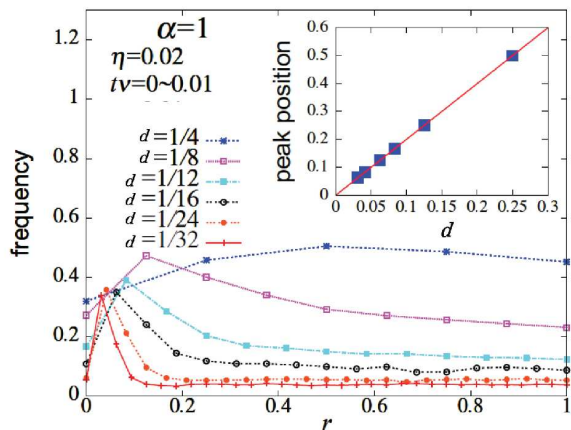 α=1
η=0.02
tν=0~0.01
d=1/4
d=1/8
d=1/12
d=1/16
d=1/24
d=1/32
frequency
1.2
1
0.8
0.6
0.4
0.2
0
0 0.2 0.4 0.6 0.8 1
r
peak position
0.6
0.5
0.4
0.3
0.2
0.1
0
0 0.05 0.1 0.15 0.2 0.25 0.3
d